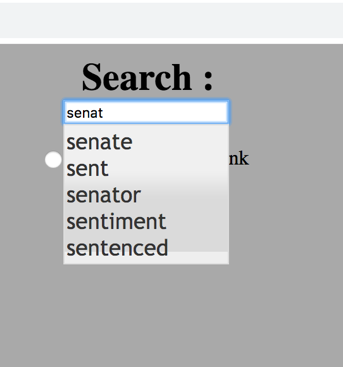 Search :
senat
senate
sent
nk
senator
sentiment
sentenced